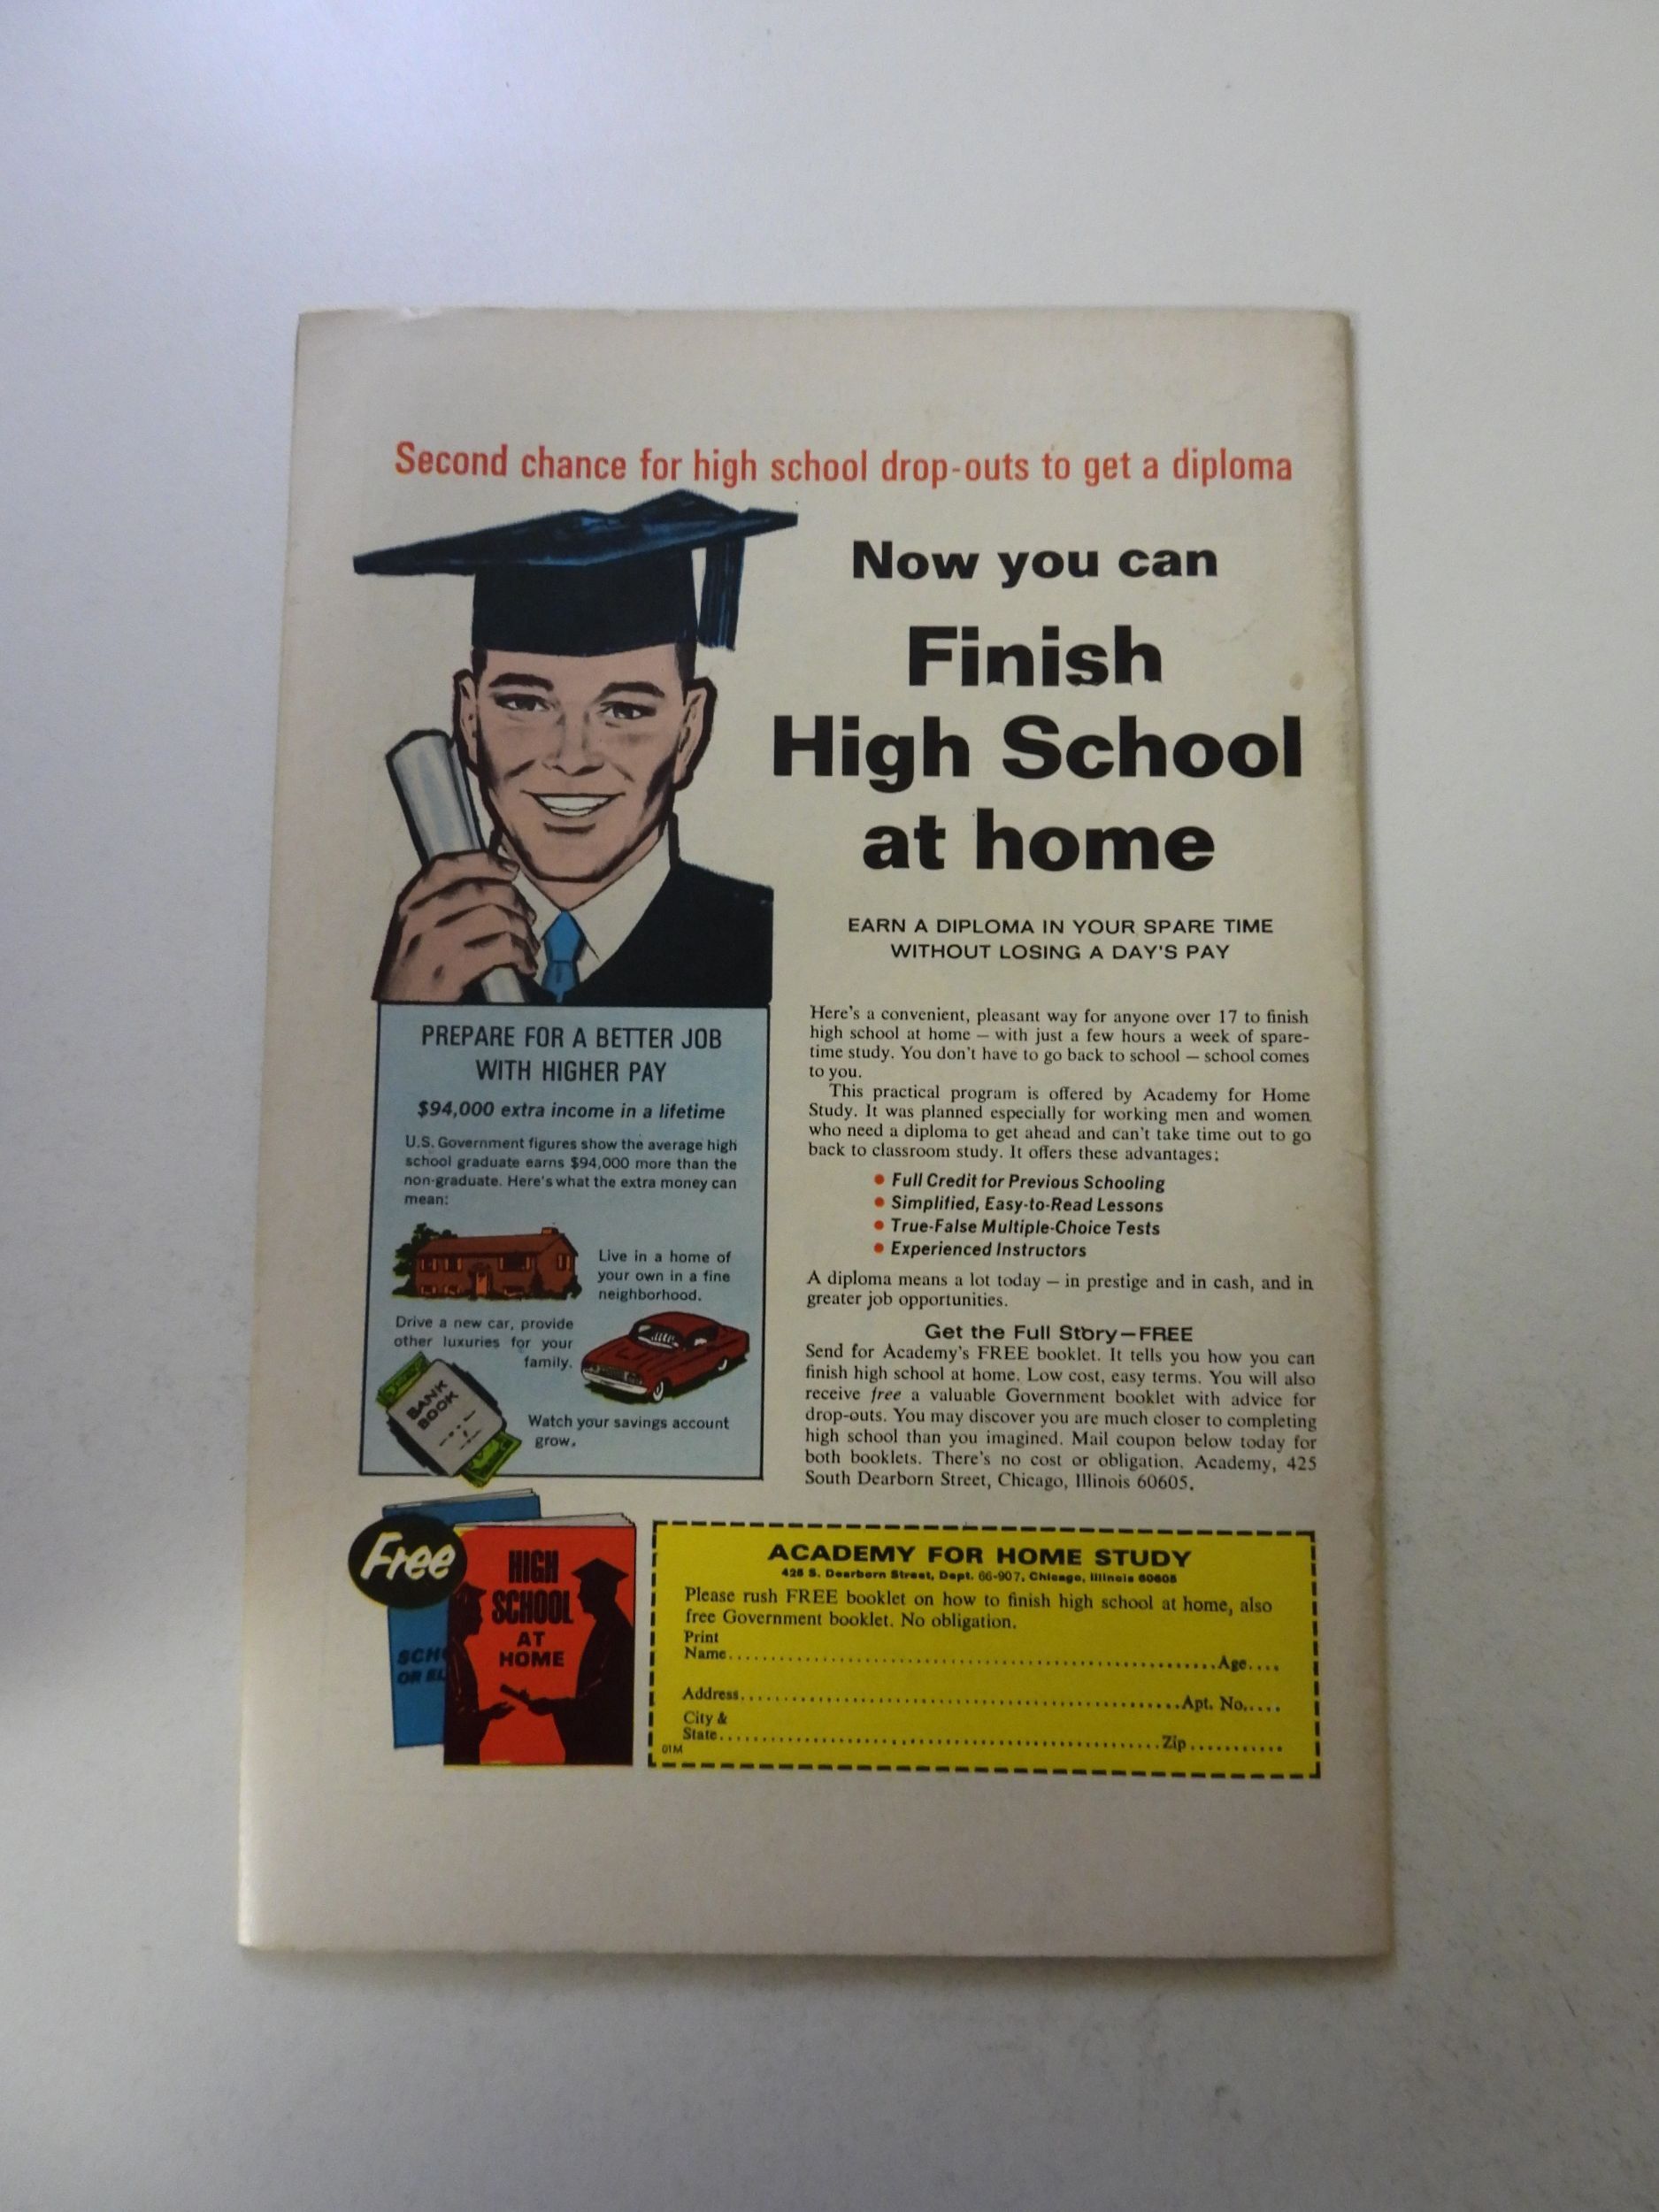 Second chance for high school drop-outs to get a diploma
Now you can
Finish
High School
at home
EARN A DIPLOMA IN YOUR SPARE TIME
WITHOUT LOSING A DAY'S PAY
PREPARE FOR A BETTER JOB
WITH HIGHER PAY
$94,000 extra income in a lifetime
U.S. Government figures show the average high
school graduate earns $94,000 more than the
non-graduate. Here's what the extra money can
mean:
Live in a home of
your own in a fine
neighborhood.
Drive a new car, provide
other luxuries for your
family.
BANK
BOOK
Watch your savings account
grow.
Here's a convenient, pleasant way for anyone over 17 to finish
high school at home — with just a few hours a week of spare-
time study. You don't have to go back to school — school comes
to you.
This practical program is offered by Academy for Home
Study. It was planned especially for working men and women
who need a diploma to get ahead and can't take time out to go
back to classroom study. It offers these advantages:
• Full Credit for Previous Schooling
• Simplified, Easy-to-Read Lessons
• True-False Multiple-Choice Tests
• Experienced Instructors
A diploma means a lot today — in prestige and in cash, and in
greater job opportunities.
Get the Full Story—FREE
Send for Academy's FREE booklet. It tells you how you can
finish high school at home. Low cost, easy terms. You will also
receive free a valuable Government booklet with advice for
drop-outs. You may discover you are much closer to completing
high school than you imagined. Mail coupon below today for
both booklets. There's no cost or obligation. Academy, 425
South Dearborn Street, Chicago, Illinois 60605.
Free
SCH
OR EL
HIGH
SCHOOL
AT
HOME
ACADEMY FOR HOME STUDY
425 S. Dearborn Street, Dept. 66-907, Chicago, Illinois 60605
Please rush FREE booklet on how to finish high school at home, also
free Government booklet. No obligation.
Print
Name Age
Address Apt. No.
City &
State Zip
01M